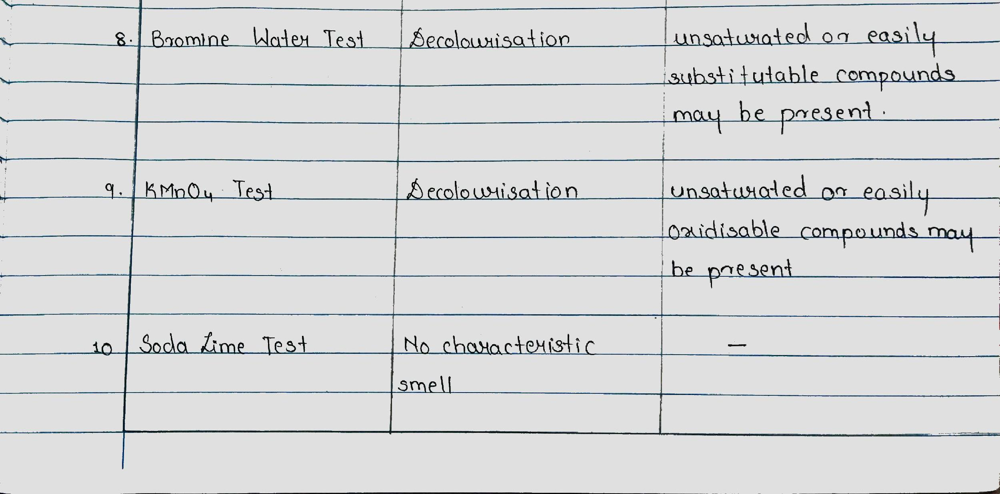 8. Bromine Water Test Decolourisation unsaturated or easily
substitutable compounds
may be present.
9. KMnO4 Test Decolourisation unsaturated or easily
oxidisable compounds may
be present
10 Soda Lime Test No characteristic —
smell